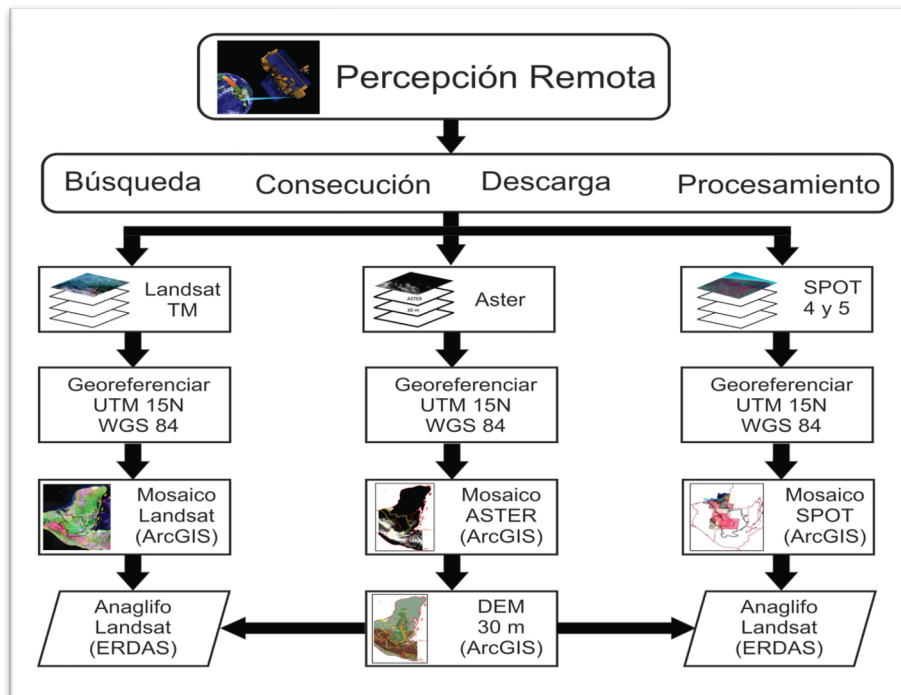 Percepción Remota
Búsqueda Consecución Descarga Procesamiento
Landsat
TM
ASTER
30 m
Aster
SPOT
4 y 5
Georeferenciar
UTM 15N
WGS 84
Georeferenciar
UTM 15N
WGS 84
Georeferenciar
UTM 15N
WGS 84
Mosaico
Landsat
(ArcGIS)
Mosaico
ASTER
(ArcGIS)
Mosaico
SPOT
(ArcGIS)
Anaglifo
Landsat
(ERDAS)
DEM
30 m
(ArcGIS)
Anaglifo
Landsat
(ERDAS)